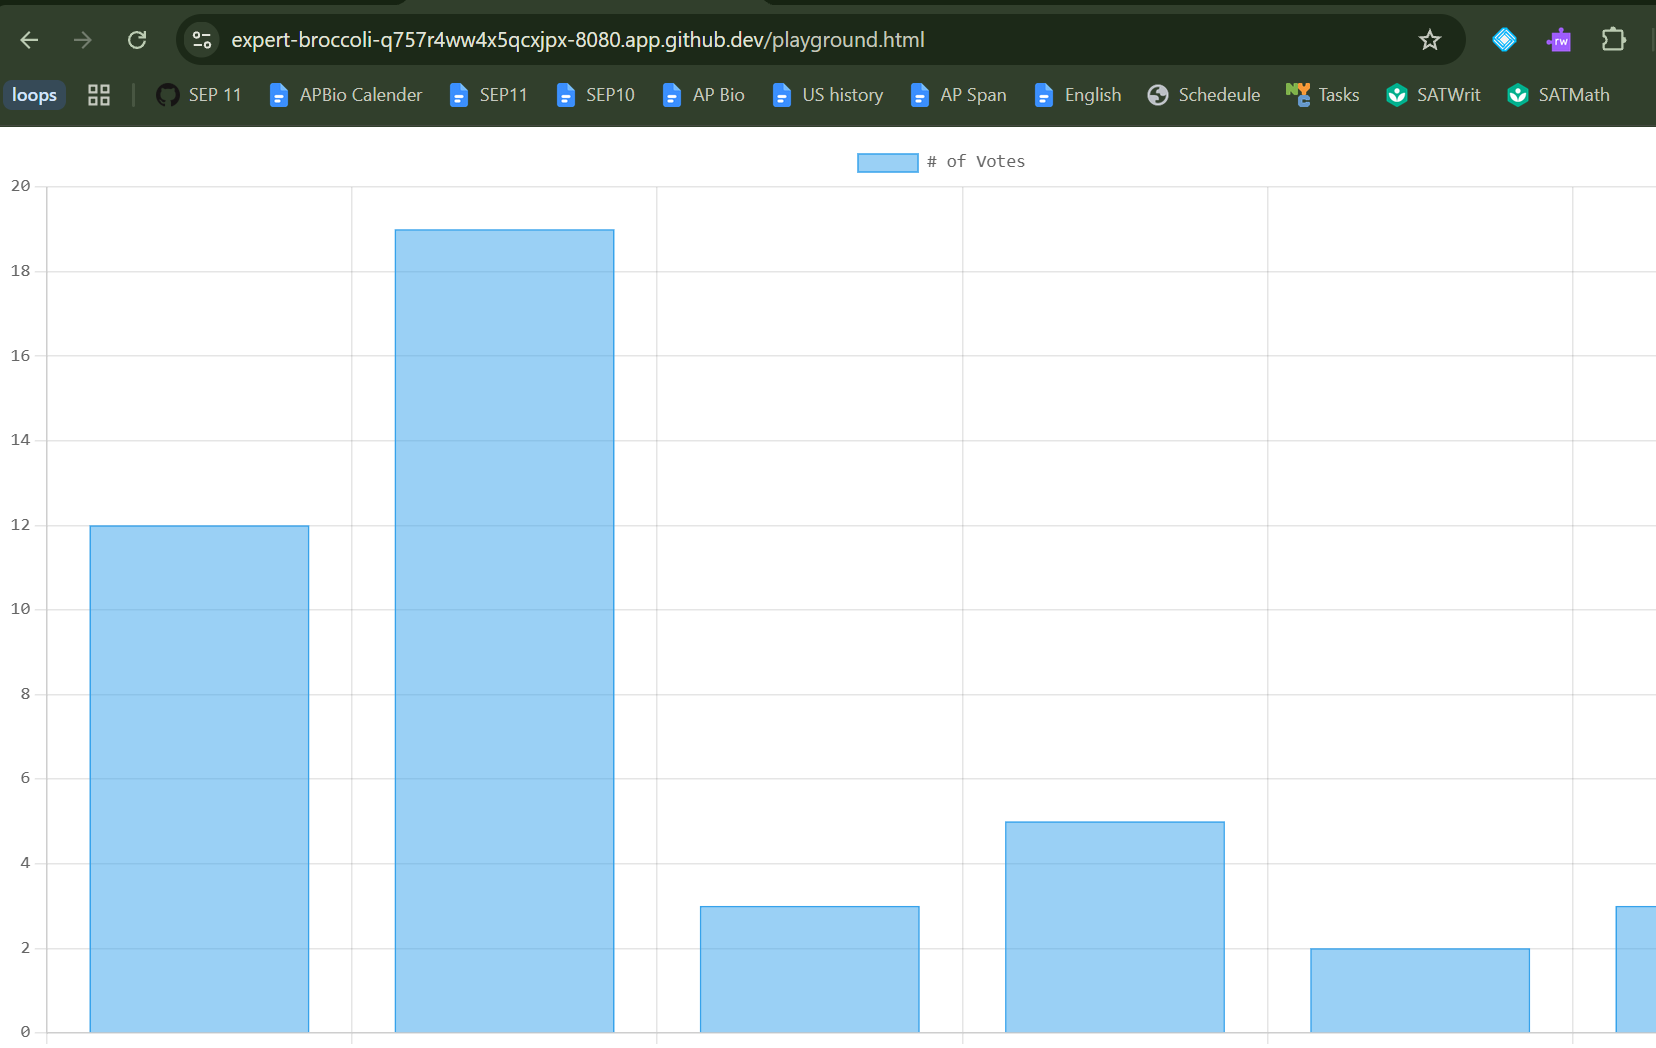 expert-broccoli-q757r4ww4x5qcxjpx-8080.app.github.dev/playground.html
loops SEP 11 APBio Calender SEP11 SEP10 AP Bio US history AP Span English Schedeule NYC Tasks SATWrit SATMath
rw
# of Votes
20
18
16
14
12
10
8
6
4
2
0